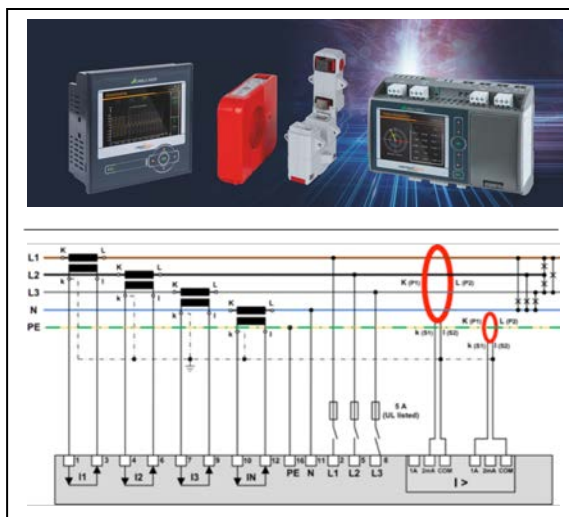 K L
L1
K L
L2
K (P1) L (P2)
k l
K L
L3
k l
K L
N
K (P1) L (P2)
k l
PE
k l
k (S1) l (S2)
k (S1) l (S2)
5 A
(UL listed)
1 3 4 6 7 9 10 12 16 11 2 5 8
I1 I2 I3 IN PE N L1 L2 L3 1A 2mA COM 1A 2mA COM
I >